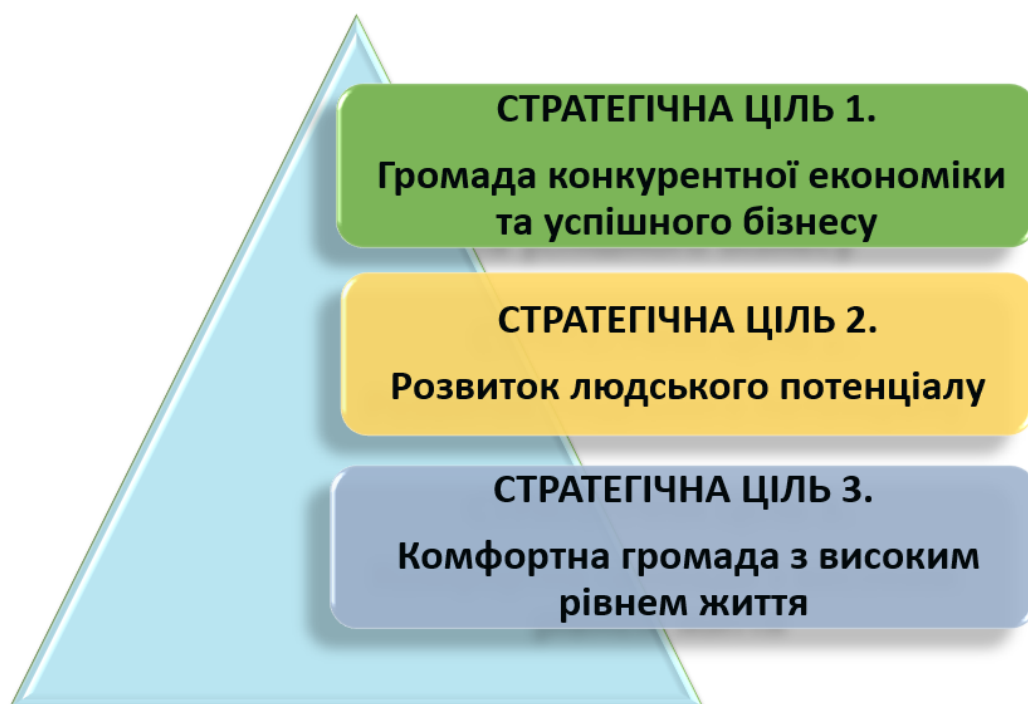 СТРАТЕГІЧНА ЦІЛЬ 1.
Громада конкурентної економіки
та успішного бізнесу
СТРАТЕГІЧНА ЦІЛЬ 2.
Розвиток людського потенціалу
СТРАТЕГІЧНА ЦІЛЬ 3.
Комфортна громада з високим
рівнем життя